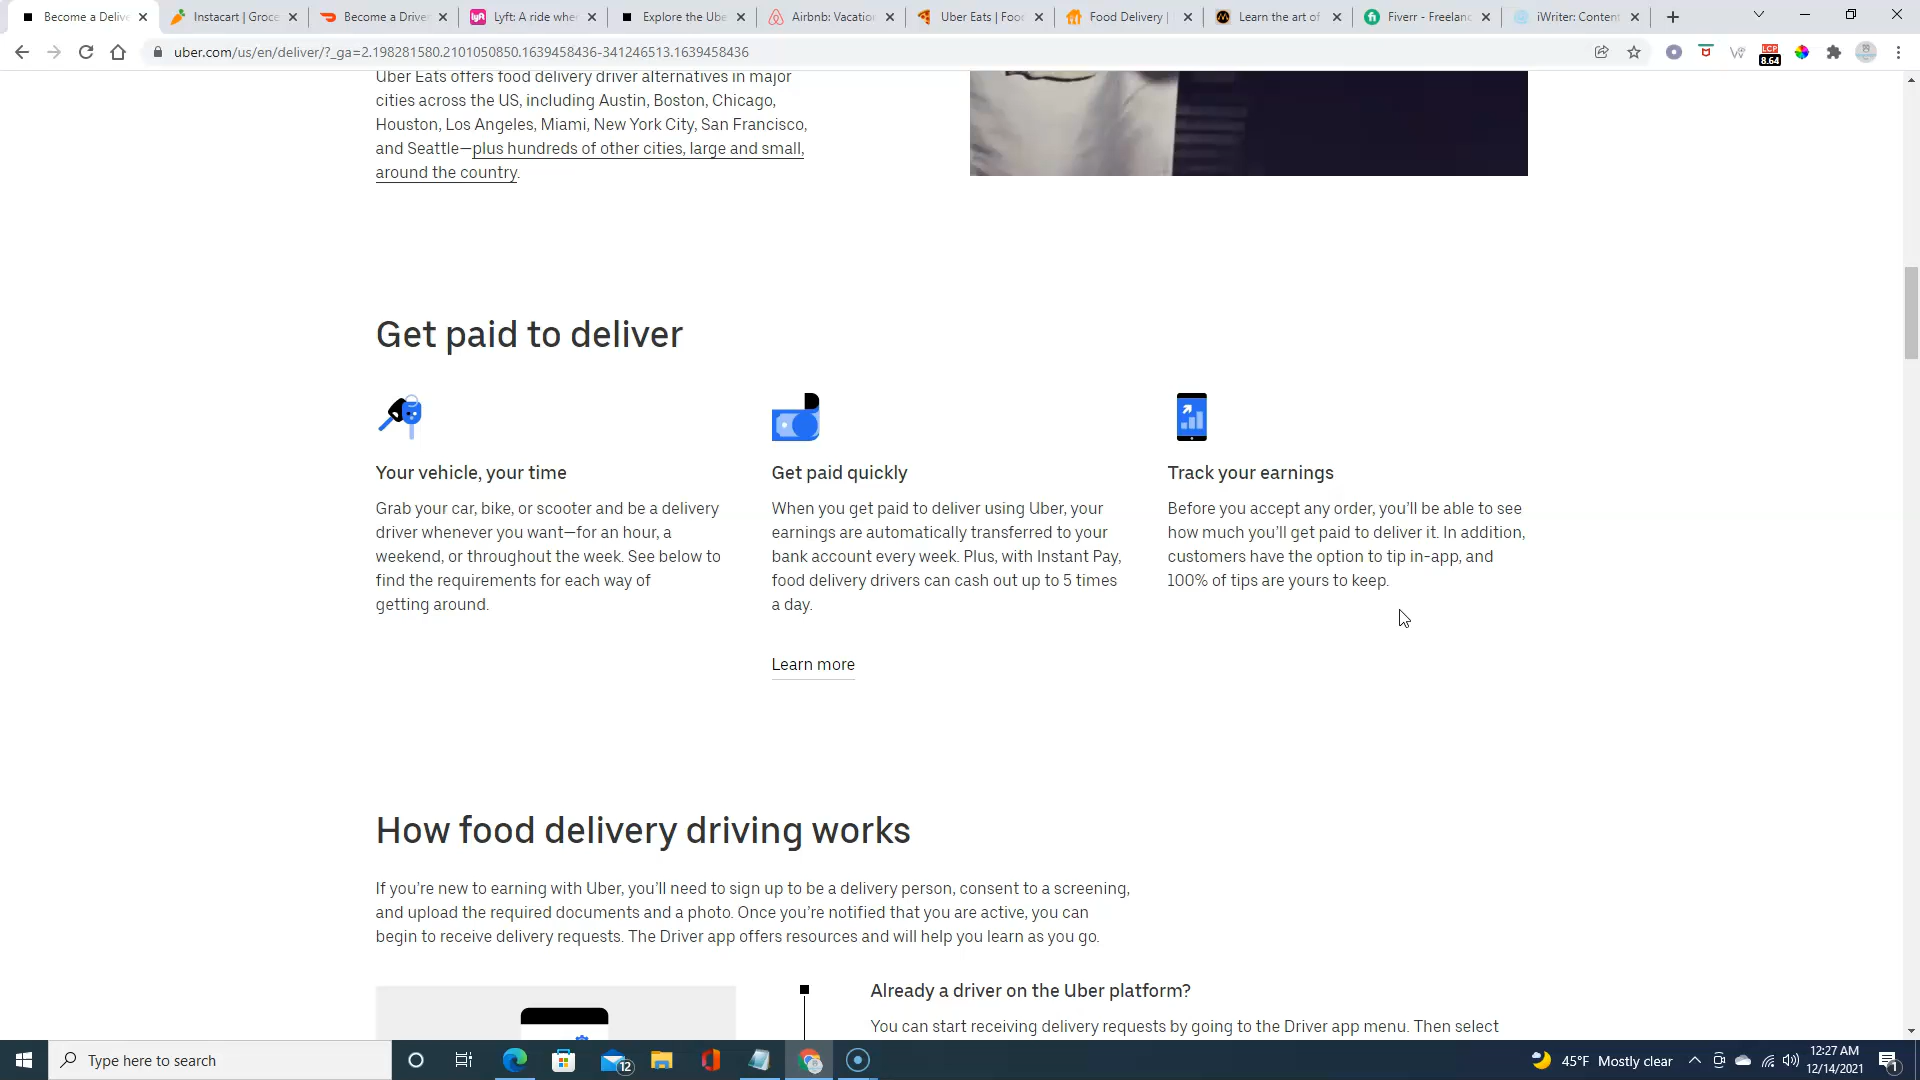 Become a Delive
Instacart | Groce
Become a Drive
Lyft: A ride whe
Explore the Ube
Airbnb: Vacatio
Uber Eats | Foo
Food Delivery |
Learn the art of
Fiverr - Freelanc
iWriter: Content
uber.com/us/en/deliver/?_ga=2.198281580.2101050850.1639458436-341246513.1639458436
LCP
8.64
Uber Eats offers food delivery driver alternatives in major
cities across the US, including Austin, Boston, Chicago,
Houston, Los Angeles, Miami, New York City, San Francisco,
and Seattle—plus hundreds of other cities, large and small,
around the country.
Get paid to deliver
Your vehicle, your time
Grab your car, bike, or scooter and be a delivery
driver whenever you want—for an hour, a
weekend, or throughout the week. See below to
find the requirements for each way of
getting around.
Get paid quickly
When you get paid to deliver using Uber, your
earnings are automatically transferred to your
bank account every week. Plus, with Instant Pay,
food delivery drivers can cash out up to 5 times
a day.
Learn more
Track your earnings
Before you accept any order, you’ll be able to see
how much you’ll get paid to deliver it. In addition,
customers have the option to tip in-app, and
100% of tips are yours to keep.
How food delivery driving works
If you’re new to earning with Uber, you’ll need to sign up to be a delivery person, consent to a screening,
and upload the required documents and a photo. Once you’re notified that you are active, you can
begin to receive delivery requests. The Driver app offers resources and will help you learn as you go.
Already a driver on the Uber platform?
You can start receiving delivery requests by going to the Driver app menu. Then select
Type here to search
12
45°F Mostly clear
12:27 AM
12/14/2021
1